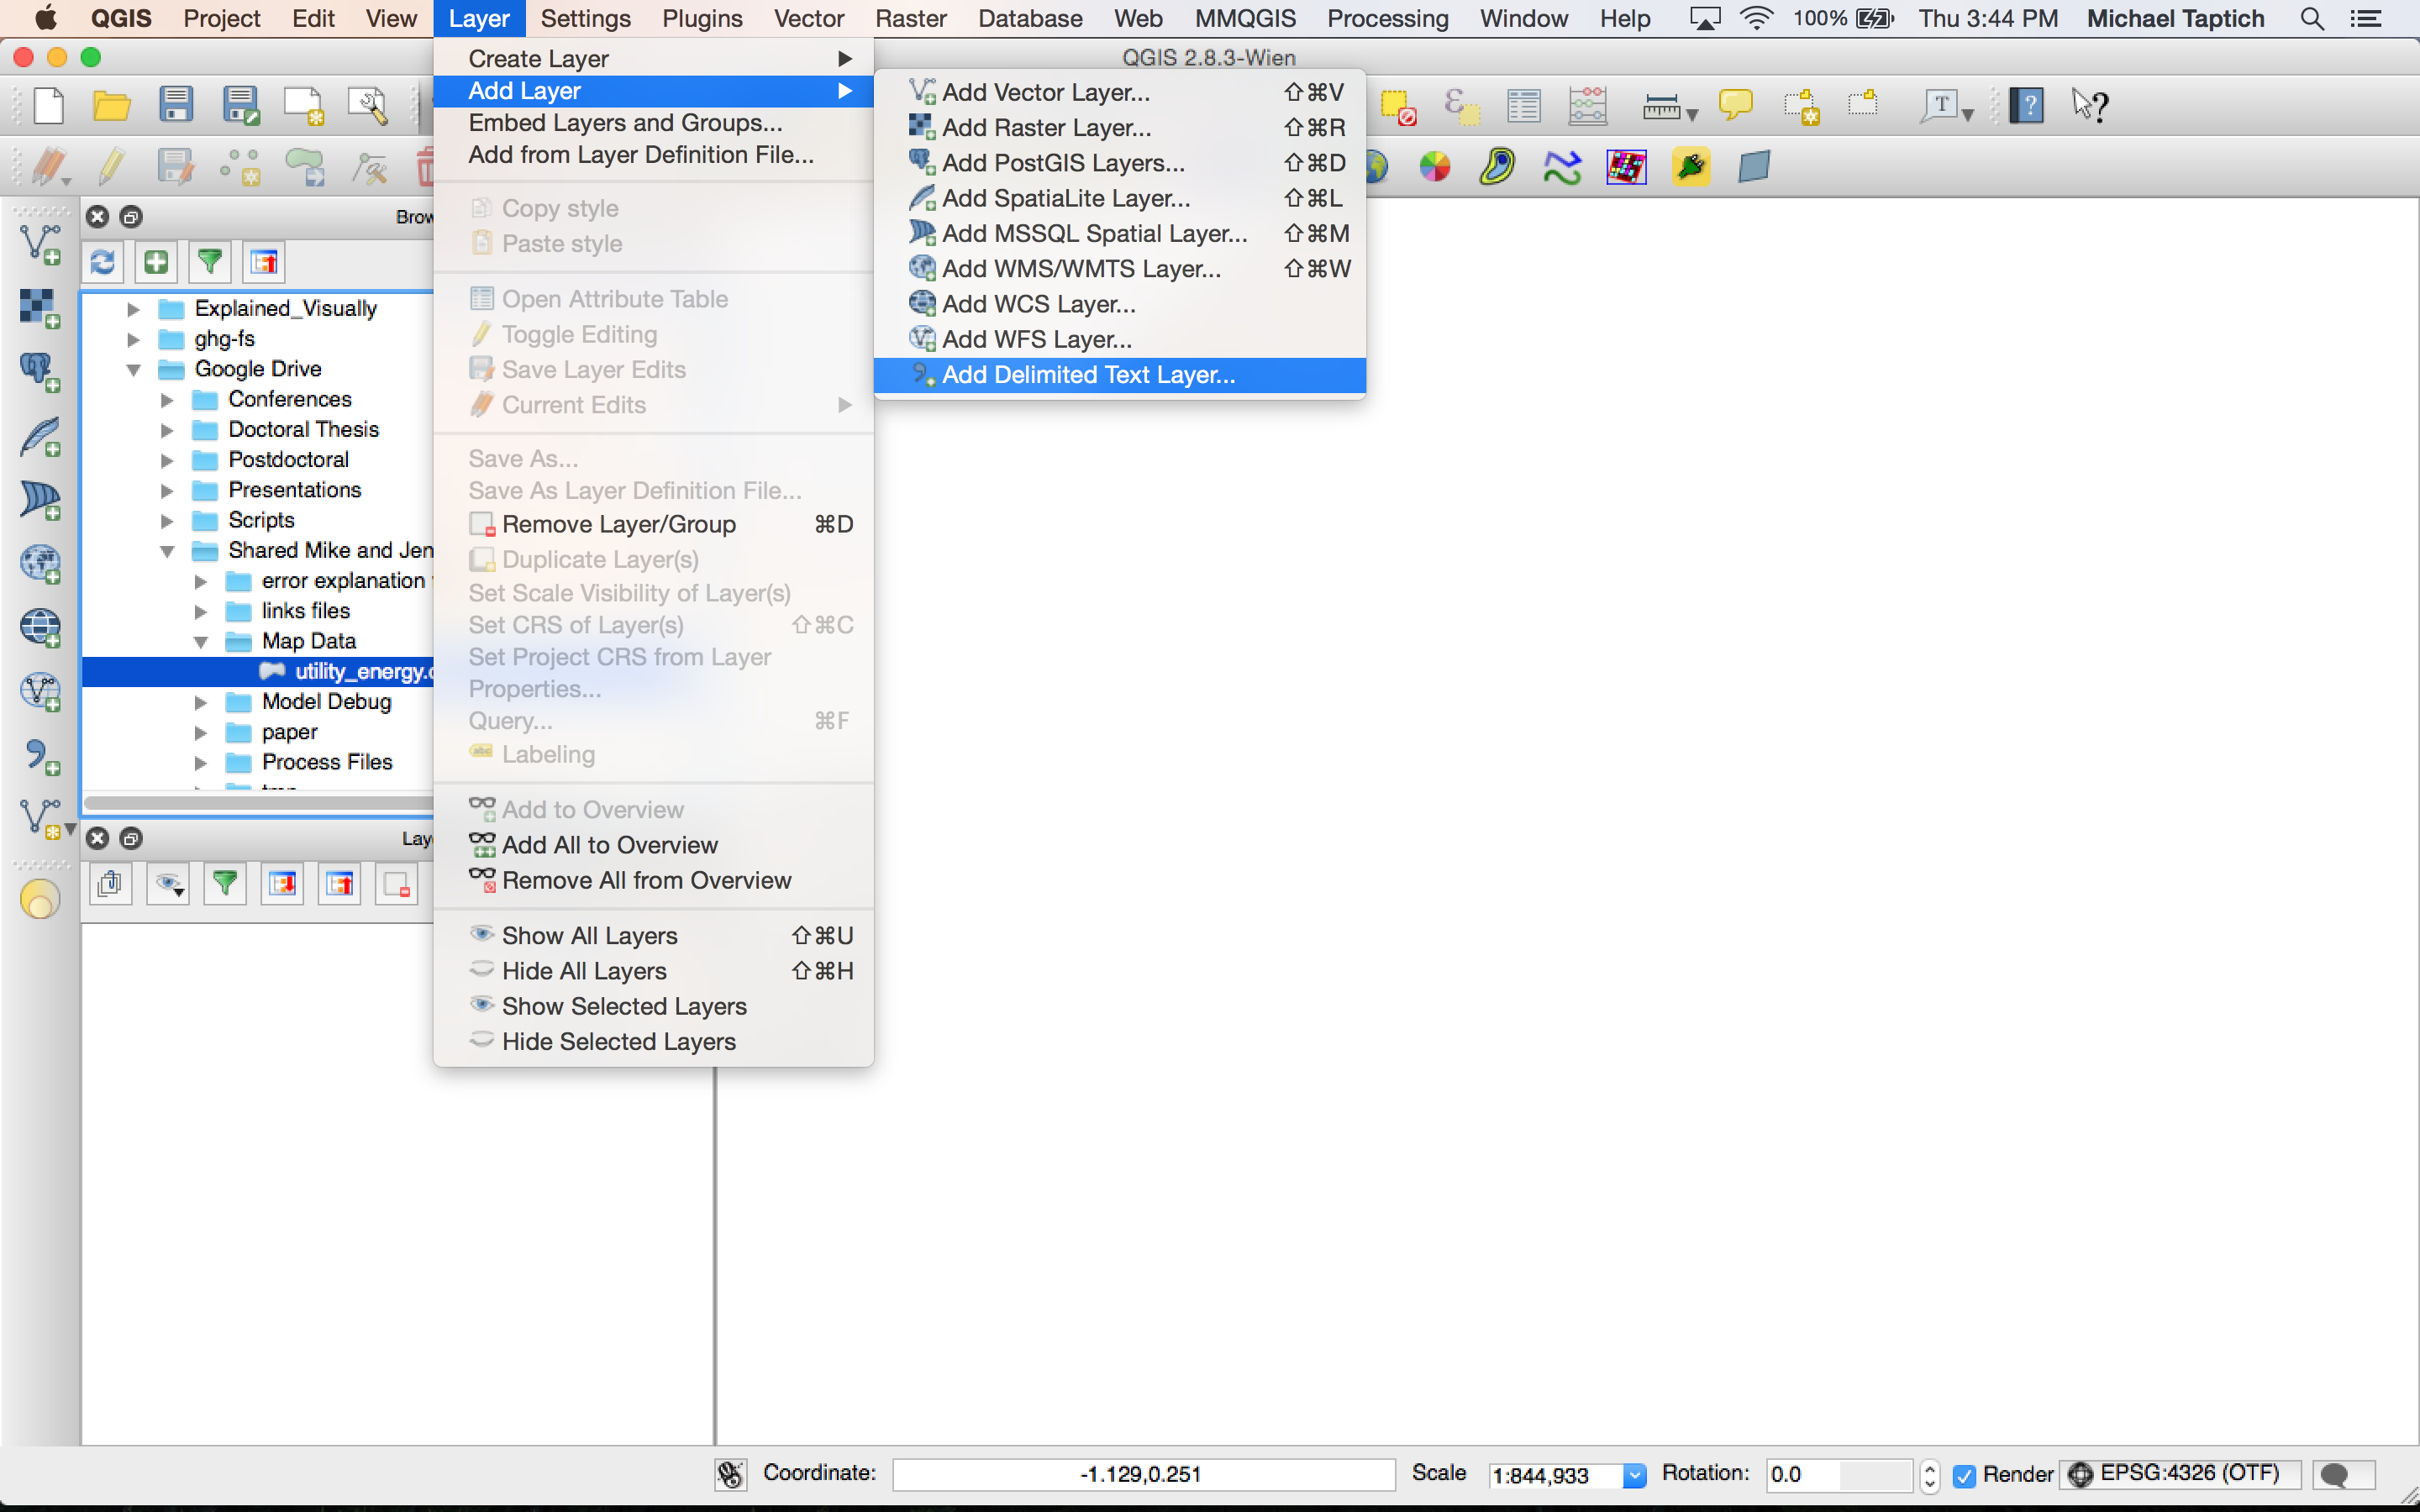 QGIS Project Edit View Layer Settings Plugins Vector Raster Database Web MMQGIS Processing Window Help 100% Thu 3:44 PM Michael Taptich
QGIS 2.8.3-Wien
Create Layer
Add Layer
Embed Layers and Groups...
Add from Layer Definition File...
Copy style
Paste style
Open Attribute Table
Toggle Editing
Save Layer Edits
Current Edits
Save As...
Save As Layer Definition File...
Remove Layer/Group ⌘D
Duplicate Layer(s)
Set Scale Visibility of Layer(s)
Set CRS of Layer(s) ⇧⌘C
Set Project CRS from Layer
Properties...
Query... ⌘F
abc Labeling
Add to Overview
Add All to Overview
Remove All from Overview
Show All Layers ⇧⌘U
Hide All Layers ⇧⌘H
Show Selected Layers
Hide Selected Layers
Add Vector Layer... ⇧⌘V
Add Raster Layer... ⇧⌘R
Add PostGIS Layers... ⇧⌘D
Add SpatiaLite Layer... ⇧⌘L
Add MSSQL Spatial Layer... ⇧⌘M
Add WMS/WMTS Layer... ⇧⌘W
Add WCS Layer...
Add WFS Layer...
Add Delimited Text Layer...
T
? ?
Brow
Explained_Visually
ghg-fs
Google Drive
Conferences
Doctoral Thesis
Postdoctoral
Presentations
Scripts
Shared Mike and Jen
error explanation
links files
Map Data
utility_energy.c
Model Debug
paper
Process Files
Laye
Coordinate: -1.129,0.251 Scale 1:844,933 Rotation: 0.0 Render EPSG:4326 (OTF)